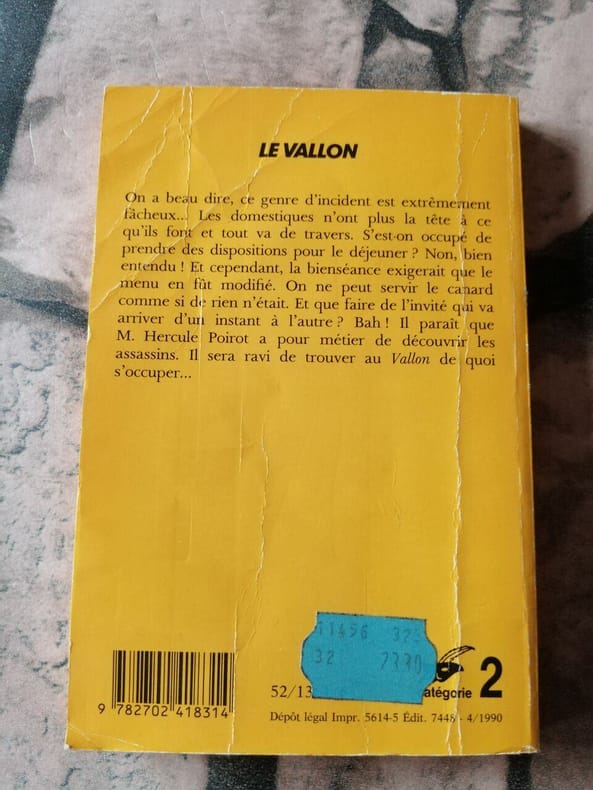 LE VALLON
On a beau dire, ce genre d'incident est extrêmement
fâcheux... Les domestiques n'ont plus la tête à ce
qu'ils font et tout va de travers. S'est-on occupé de
prendre des dispositions pour le déjeuner ? Non, bien
entendu ! Et cependant, la bienséance exigerait que le
menu en fût modifié. On ne peut servir le canard
comme si de rien n'était. Et que faire de l'invité qui va
arriver d'un instant à l'autre ? Bah ! Il paraît que
M. Hercule Poirot a pour métier de découvrir les
assassins. Il sera ravi de trouver au Vallon de quoi
s'occuper...
11456
32 2330
52/13
atégorie 2
9 782702 418314
Dépôt légal Impr. 5614-5 Édit. 7448 - 4/1990